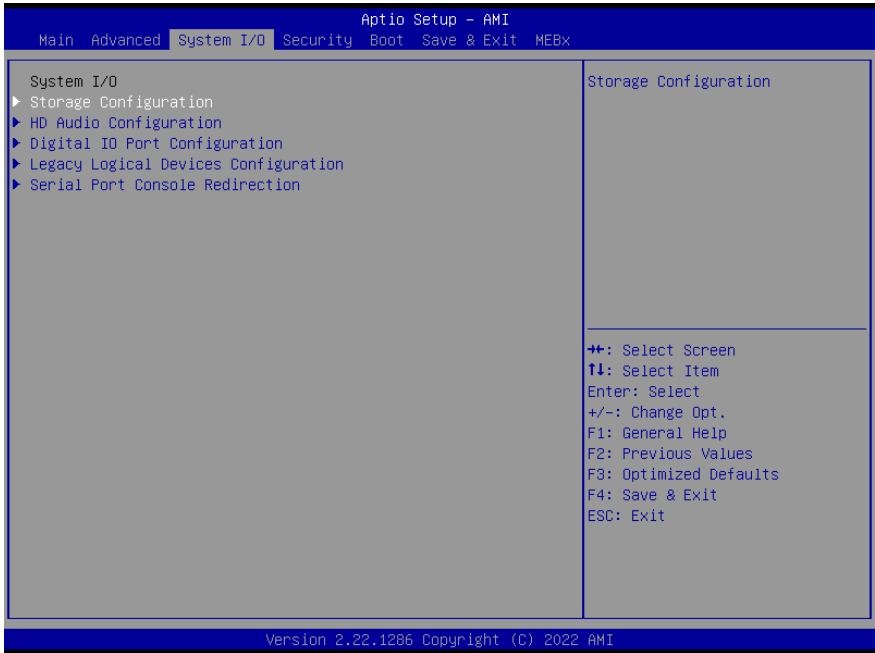 Aptio Setup – AMI
Main Advanced System I/O Security Boot Save & Exit MEBx
System I/O
Storage Configuration
HD Audio Configuration
Digital IO Port Configuration
Legacy Logical Devices Configuration
Serial Port Console Redirection
Storage Configuration
→←: Select Screen
↑↓: Select Item
Enter: Select
+/-: Change Opt.
F1: General Help
F2: Previous Values
F3: Optimized Defaults
F4: Save & Exit
ESC: Exit
Version 2.22.1286 Copyright (C) 2022 AMI